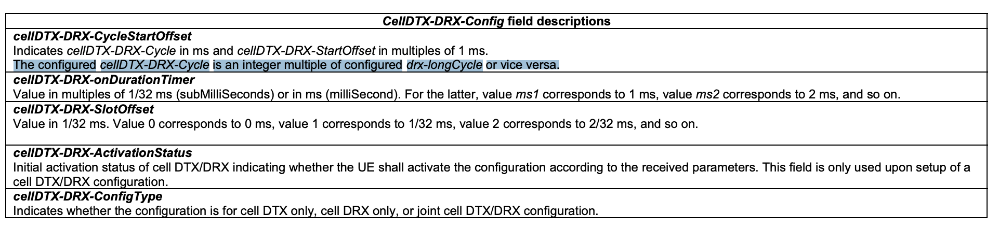 CellDTX-DRX-Config field descriptions
cellDTX-DRX-CycleStartOffset
Indicates cellDTX-DRX-Cycle in ms and cellDTX-DRX-StartOffset in multiples of 1 ms.
The configured cellDTX-DRX-Cycle is an integer multiple of configured drx-longCycle or vice versa.
cellDTX-DRX-onDurationTimer
Value in multiples of 1/32 ms (subMilliSeconds) or in ms (milliSecond). For the latter, value ms1 corresponds to 1 ms, value ms2 corresponds to 2 ms, and so on.
cellDTX-DRX-SlotOffset
Value in 1/32 ms. Value 0 corresponds to 0 ms, value 1 corresponds to 1/32 ms, value 2 corresponds to 2/32 ms, and so on.
cellDTX-DRX-ActivationStatus
Initial activation status of cell DTX/DRX indicating whether the UE shall activate the configuration according to the received parameters. This field is only used upon setup of a
cell DTX/DRX configuration.
cellDTX-DRX-ConfigType
Indicates whether the configuration is for cell DTX only, cell DRX only, or joint cell DTX/DRX configuration.